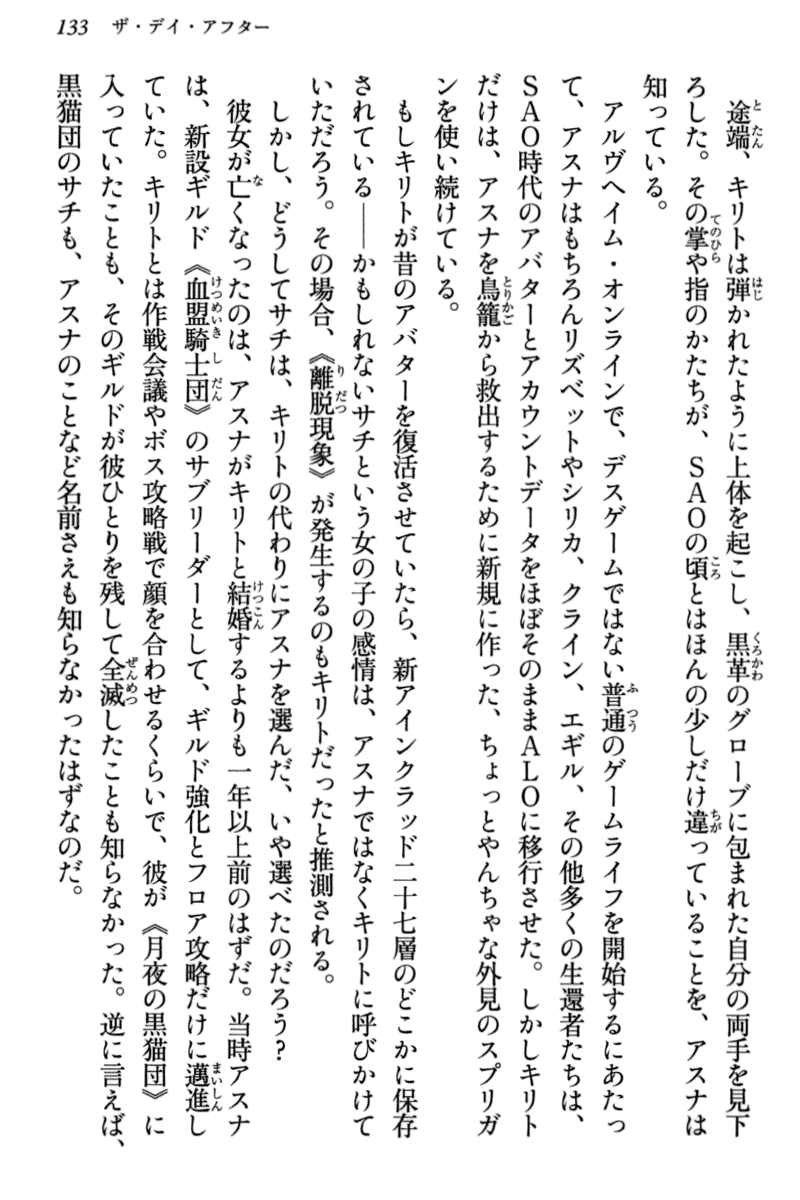 133 ザ・デイ・アフター
途端、キリトは弾かれたように上体を起こし、黒革のグローブに包まれた自分の両手を見下
ろした。その掌や指のかたちが、SAOの頃とはほんの少しだけ違っていることを、アスナは
知っている。
アルヴヘイム・オンラインで、デスゲームではない普通のゲームライフを開始するにあたっ
て、アスナはもちろんリズベットやシリカ、クライン、エギル、その他多くの生還者たちは、
SAO時代のアバターとアカウントデータをほぼそのままALOに移行させた。しかしキリト
だけは、アスナを鳥籠から救出するために新規に作った、ちょっとやんちゃな外見のスプリガ
ンを使い続けている。
もしキリトが昔のアバターを復活させていたら、新アインクラッド二十七層のどこかに保存
されている――かもしれないサチという女の子の感情は、アスナではなくキリトに呼びかけて
いただろう。その場合、《離脱現象》が発生するのもキリトだったと推測される。
しかし、どうしてサチは、キリトの代わりにアスナを選んだ、いや選べたのだろう?
彼女が亡くなったのは、アスナがキリトと結婚するよりも一年以上前のはずだ。当時アスナ
は、新設ギルド《血盟騎士団》のサブリーダーとして、ギルド強化とフロア攻略だけに邁進し
ていた。キリトとは作戦会議やボス攻略戦で顔を合わせるくらいで、彼が《月夜の黒猫団》に
入っていたことも、そのギルドが彼ひとりを残して全滅したことも知らなかった。逆に言えば、
黒猫団のサチも、アスナのことなど名前さえも知らなかったはずなのだ。